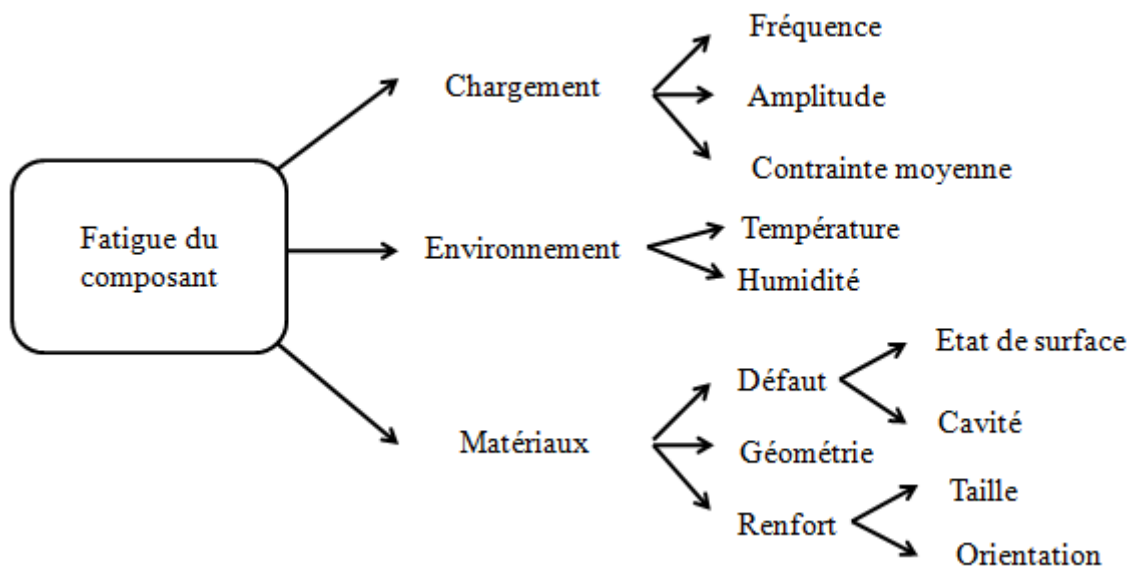 Fatigue du
composant
Chargement
Fréquence
Amplitude
Contrainte moyenne
Environnement
Température
Humidité
Matériaux
Défaut
Etat de surface
Cavité
Géométrie
Renfort
Taille
Orientation